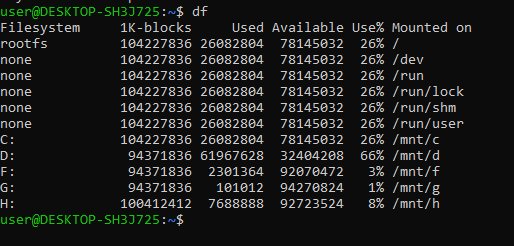 user@DESKTOP-SH3J725:~$ df
Filesystem     1K-blocks     Used Available Use% Mounted on
rootfs         104227836 26082804  78145032  26% /
none           104227836 26082804  78145032  26% /dev
none           104227836 26082804  78145032  26% /run
none           104227836 26082804  78145032  26% /run/lock
none           104227836 26082804  78145032  26% /run/shm
none           104227836 26082804  78145032  26% /run/user
C:             104227836 26082804  78145032  26% /mnt/c
D:              94371836 61967628  32404208  66% /mnt/d
F:              94371836  2301364  92070472   3% /mnt/f
G:              94371836   101012  94270824   1% /mnt/g
H:             100412412  7688888  92723524   8% /mnt/h
user@DESKTOP-SH3J725:~$